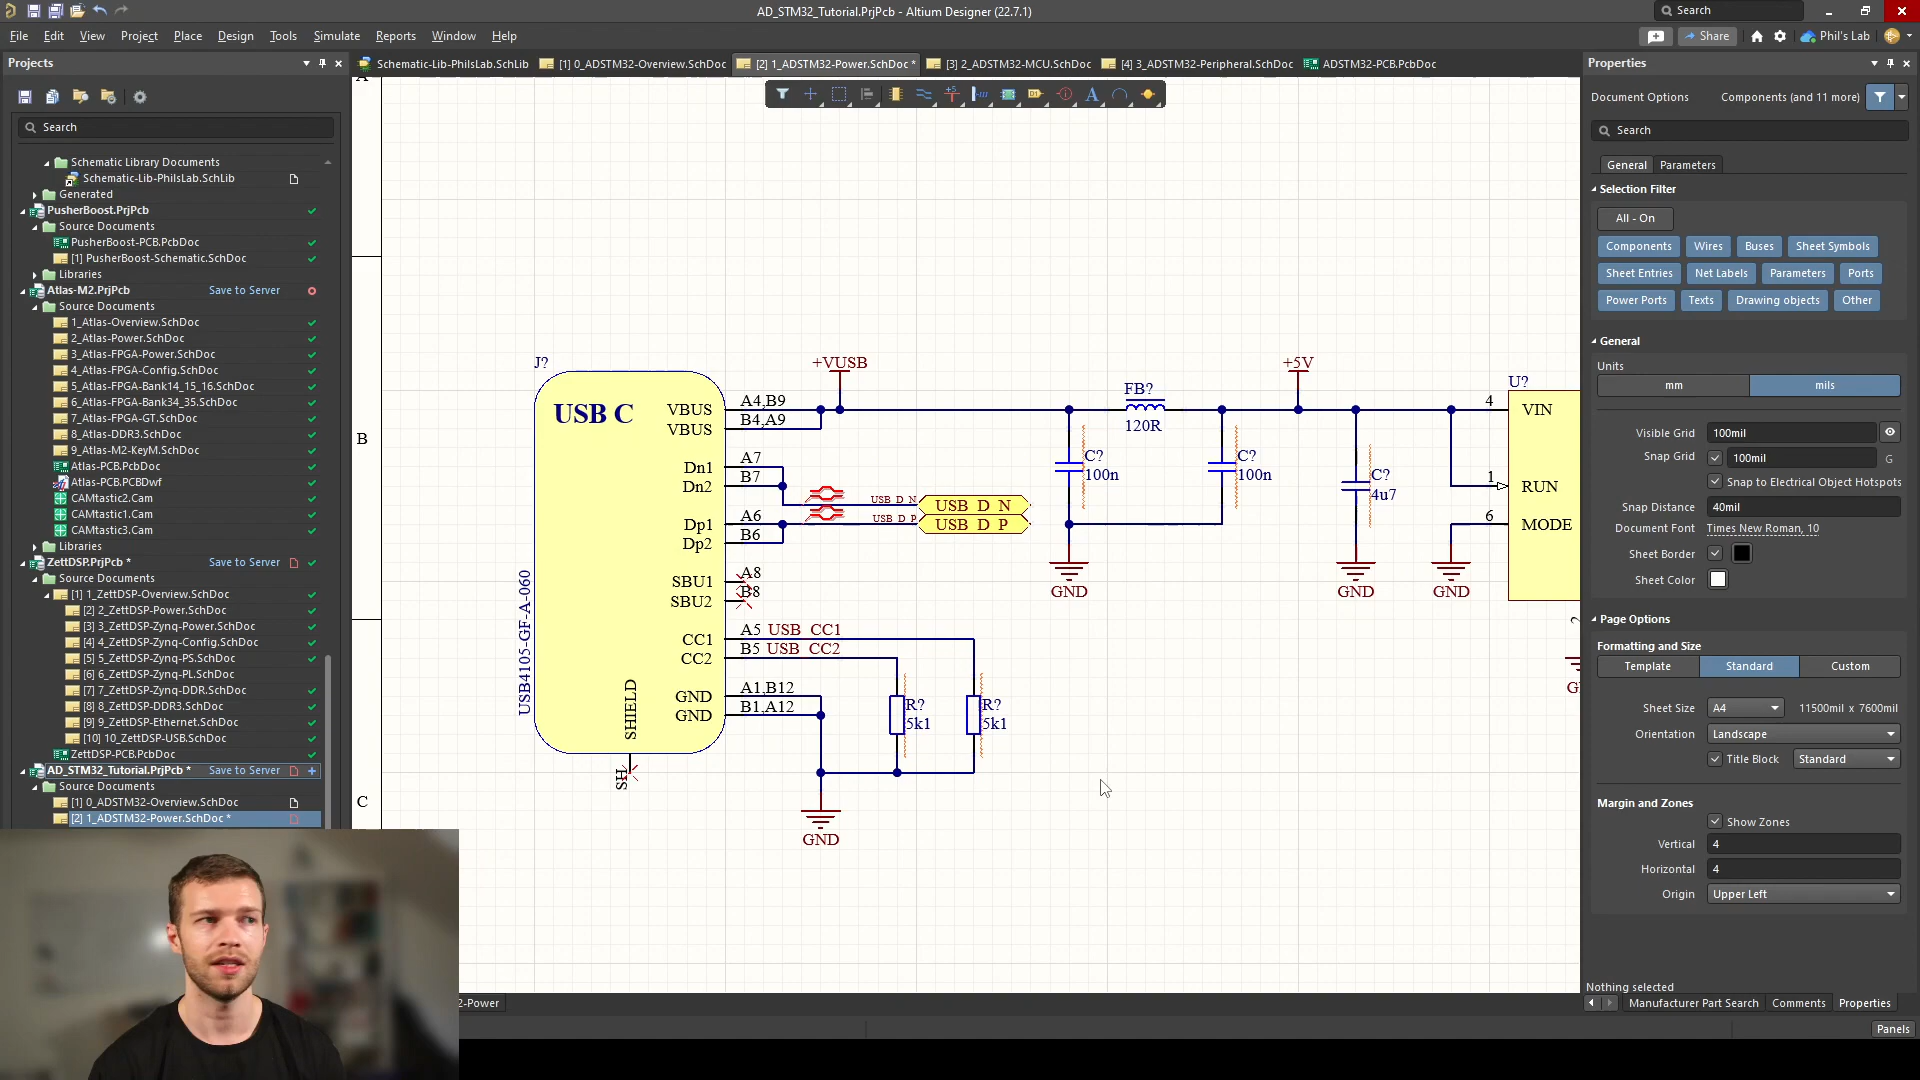 AD_STM32_Tutorial.PrjPcb - Altium Designer (22.7.1)
Search
File Edit View Project Place Design Tools Simulate Reports Window Help
Share
Phil's Lab
Projects
Schematic-Lib-PhilsLab.SchLib
[1] 0_ADSTM32-Overview.SchDoc
[2] 1_ADSTM32-Power.SchDoc *
[3] 2_ADSTM32-MCU.SchDoc
[4] 3_ADSTM32-Peripheral.SchDoc
ADSTM32-PCB.PcbDoc
Search
Schematic Library Documents
Schematic-Lib-PhilsLab.SchLib
Generated
PusherBoost.PrjPcb
Source Documents
PusherBoost-PCB.PcbDoc
[1] PusherBoost-Schematic.SchDoc
Libraries
Atlas-M2.PrjPcb Save to Server
Source Documents
1_Atlas-Overview.SchDoc
2_Atlas-Power.SchDoc
3_Atlas-FPGA-Power.SchDoc
4_Atlas-FPGA-Config.SchDoc
5_Atlas-FPGA-Bank14_15_16.SchDoc
6_Atlas-FPGA-Bank34_35.SchDoc
7_Atlas-FPGA-GT.SchDoc
8_Atlas-DDR3.SchDoc
9_Atlas-M2-KeyM.SchDoc
Atlas-PCB.PcbDoc
Atlas-PCB.PCBDwf
CAMtastic2.Cam
CAMtastic1.Cam
CAMtastic3.Cam
Libraries
ZettDSP.PrjPcb * Save to Server
Source Documents
[1] 1_ZettDSP-Overview.SchDoc
[2] 2_ZettDSP-Power.SchDoc
[3] 3_ZettDSP-Zynq-Power.SchDoc
[4] 4_ZettDSP-Zynq-Config.SchDoc
[5] 5_ZettDSP-Zynq-PS.SchDoc
[6] 6_ZettDSP-Zynq-PL.SchDoc
[7] 7_ZettDSP-Zynq-DDR.SchDoc
[8] 8_ZettDSP-DDR3.SchDoc
[9] 9_ZettDSP-Ethernet.SchDoc
[10] 10_ZettDSP-USB.SchDoc
ZettDSP-PCB.PcbDoc
AD_STM32_Tutorial.PrjPcb * Save to Server
Source Documents
[1] 0_ADSTM32-Overview.SchDoc
[2] 1_ADSTM32-Power.SchDoc *
A
B
C
J?
USB C
USB4105-GF-A-060
VBUS A4,B9
VBUS B4,A9
Dn1 A7
Dn2 B7
Dp1 A6
Dp2 B6
SBU1 A8
SBU2 B8
CC1 A5 USB_CC1
CC2 B5 USB_CC2
GND A1,B12
GND B1,A12
SHIELD
SH
+VUSB
USB_D_N USB_D_N
USB_D_P USB_D_P
FB?
120R
C?
100n
C?
100n
GND
+5V
C?
4u7
GND
GND
U?
4 VIN
1 RUN
6 MODE
R?
5k1
R?
5k1
GND
2-Power
Properties
Document Options Components (and 11 more)
Search
General Parameters
Selection Filter
All - On
Components Wires Buses Sheet Symbols
Sheet Entries Net Labels Parameters Ports
Power Ports Texts Drawing objects Other
General
Units
mm mils
Visible Grid 100mil
Snap Grid 100mil G
Snap to Electrical Object Hotspots
Snap Distance 40mil
Document Font Times New Roman, 10
Sheet Border
Sheet Color
Page Options
Formatting and Size
Template Standard Custom
Sheet Size A4 11500mil x 7600mil
Orientation Landscape
Title Block Standard
Margin and Zones
Show Zones
Vertical 4
Horizontal 4
Origin Upper Left
Nothing selected
Manufacturer Part Search Comments Properties
Panels